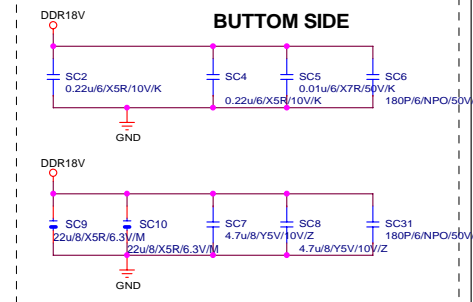 BUTTOM SIDE
DDR18V
SC2
0.22u/6/X5R/10V/K
SC4
0.22u/6/X5R/10V/K
SC5
0.01u/6/X7R/50V/K
SC6
180P/6/NPO/50V/
GND
DDR18V
SC9
22u/8/X5R/6.3V/M
SC10
22u/8/X5R/6.3V/M
SC7
4.7u/8/Y5V/10V/Z
SC8
4.7u/8/Y5V/10V/Z
SC31
180P/6/NPO/50V/
GND